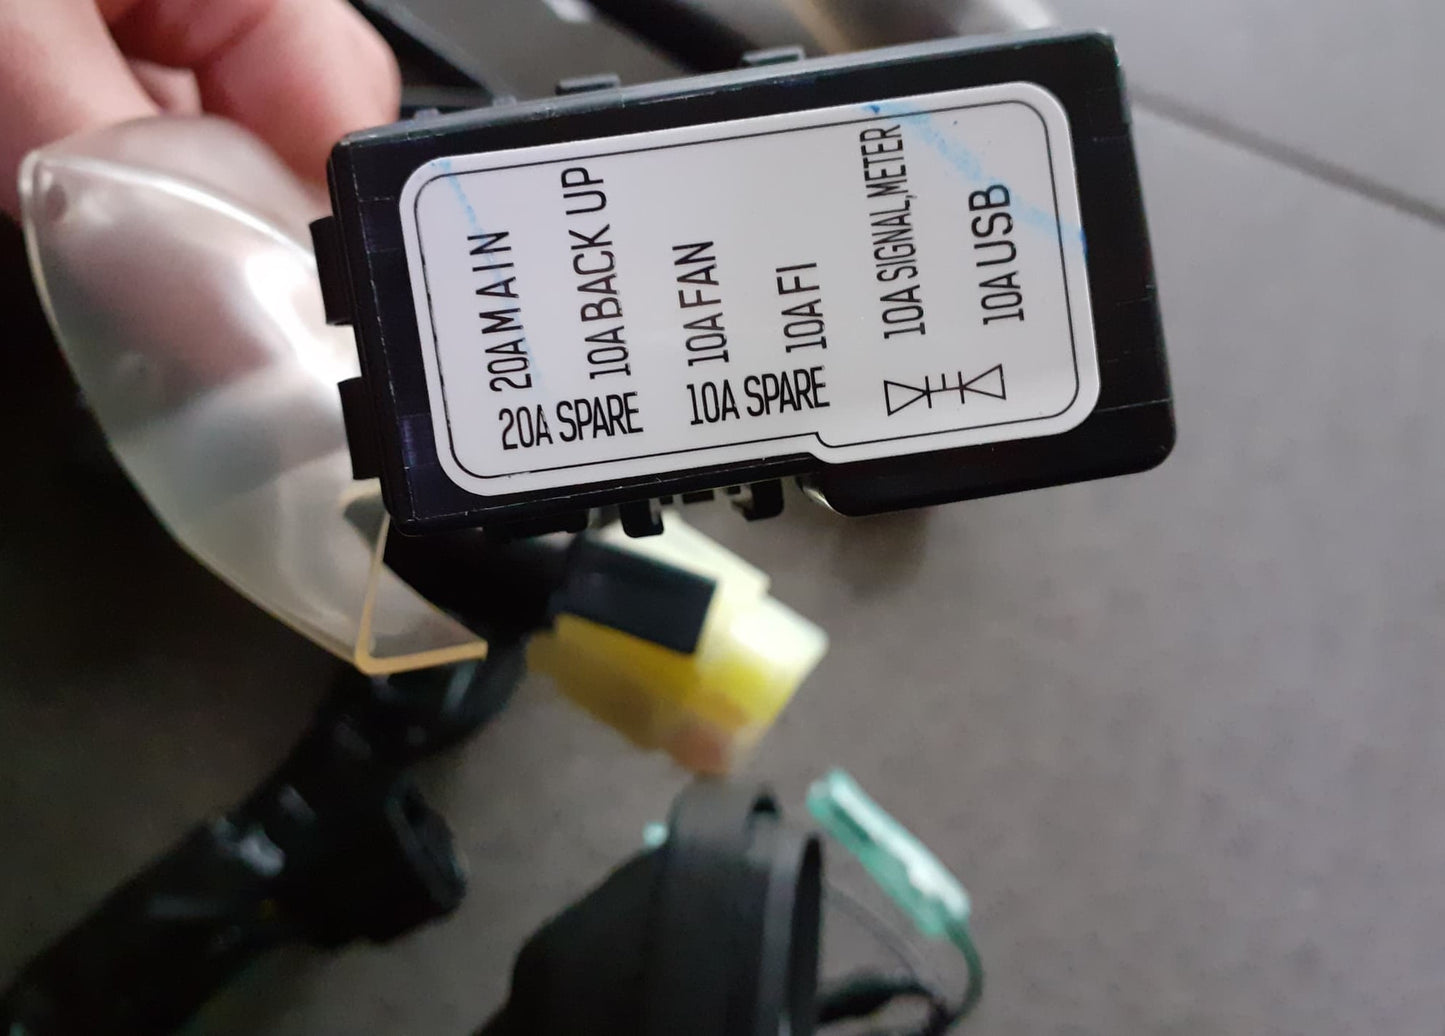 20A MAIN
10A BACK UP
10A FAN
10A FI
10A SIGNAL,METER
10A USB
20A SPARE
10A SPARE